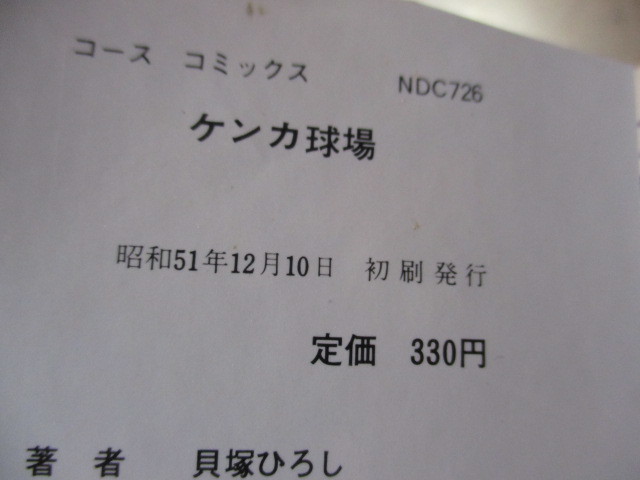 コース コミックス NDC726
ケンカ球場
昭和51年12月10日 初刷発行
定価 330円
著者 貝塚ひろし